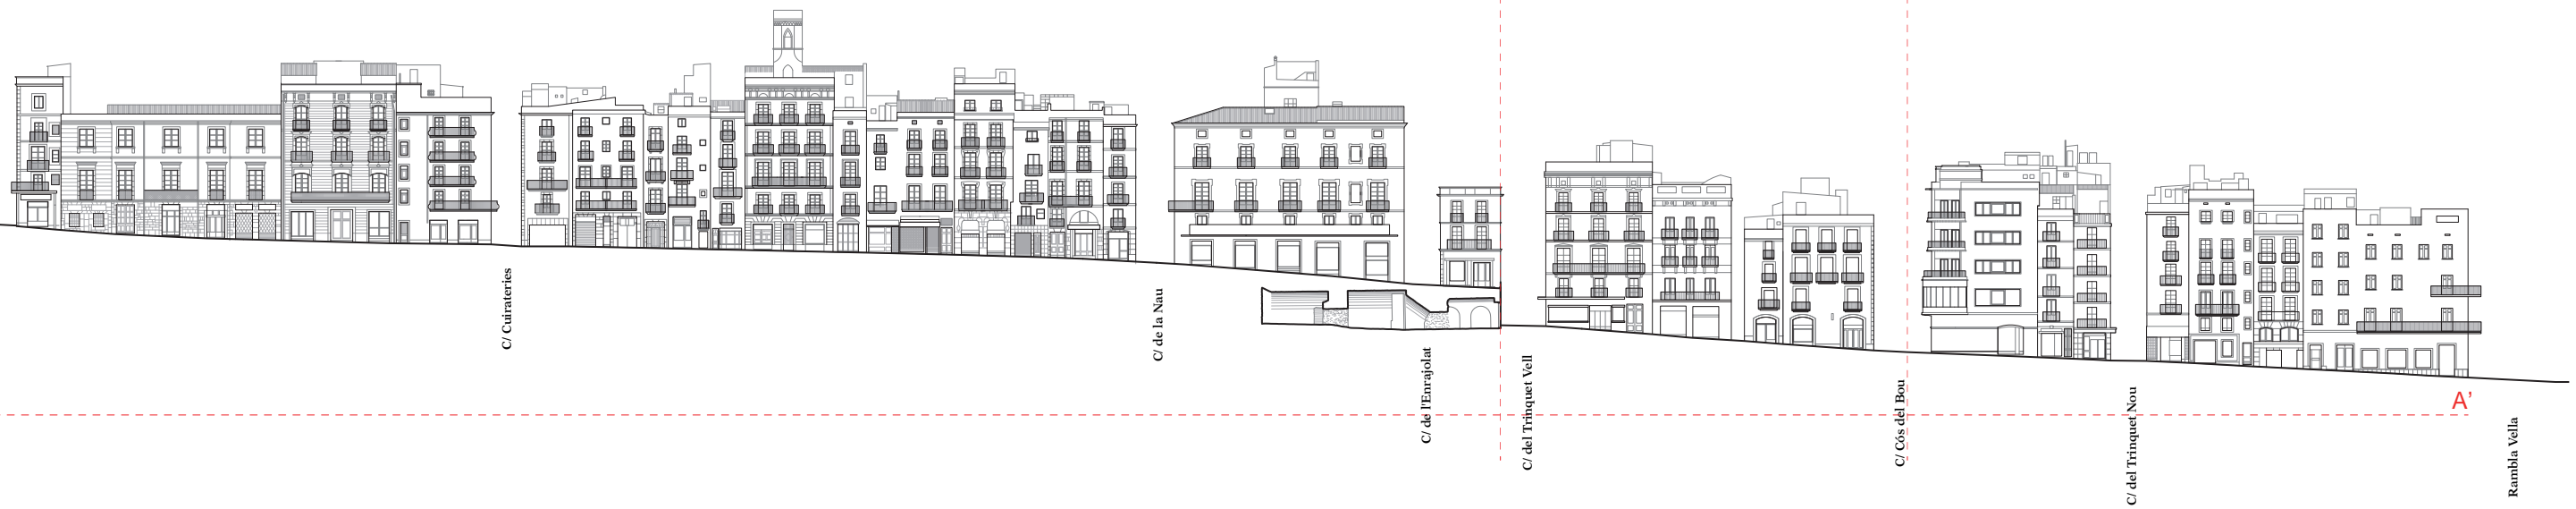 C/ Cuirateries
C/ de la Nau
C/ de l'Enrajolat
C/ del Trinquet Vell
C/ Cós del Bou
C/ del Trinquet Nou
A’
Rambla Vella